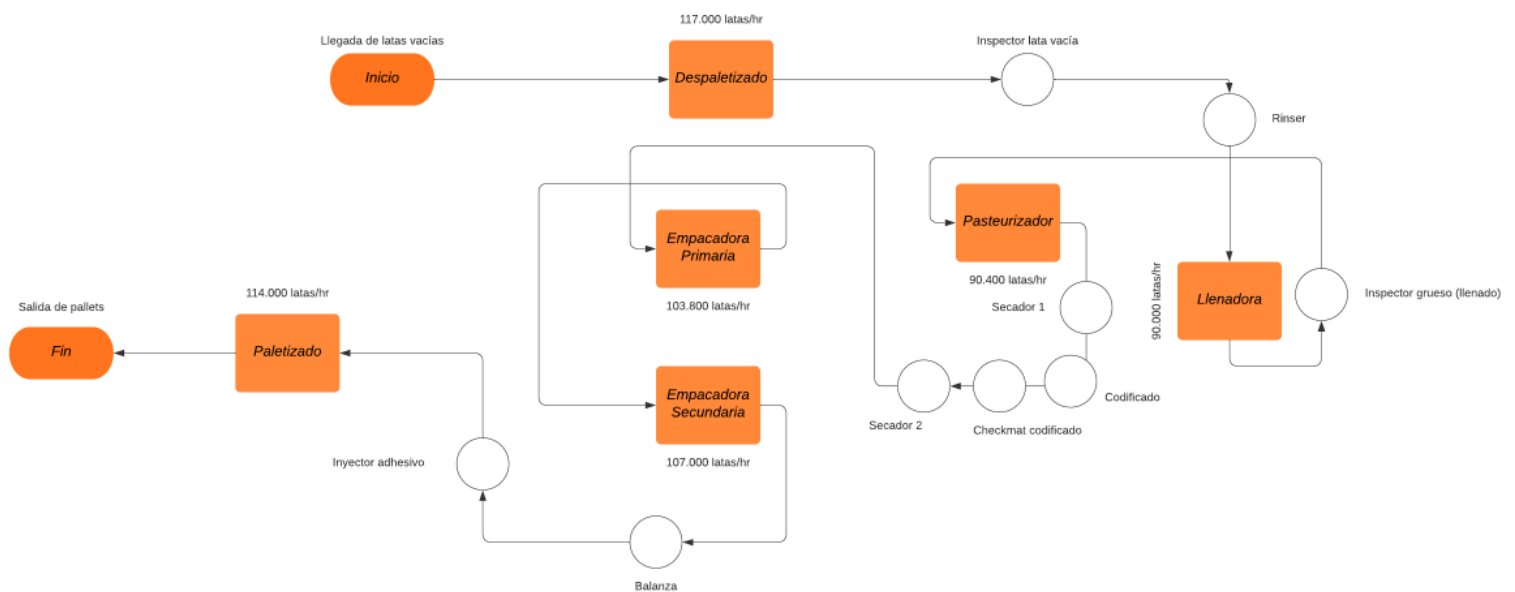 Llegada de latas vacías
Inicio
117.000 latas/hr
Despaletizado
Inspector lata vacía
Rinser
90.000 latas/hr
Llenadora
Inspector grueso (llenado)
Pasteurizador
90.400 latas/hr
Secador 1
Codificado
Checkmat codificado
Secador 2
Empacadora
Primaria
103.800 latas/hr
Empacadora
Secundaria
107.000 latas/hr
Balanza
Inyector adhesivo
114.000 latas/hr
Paletizado
Salida de pallets
Fin